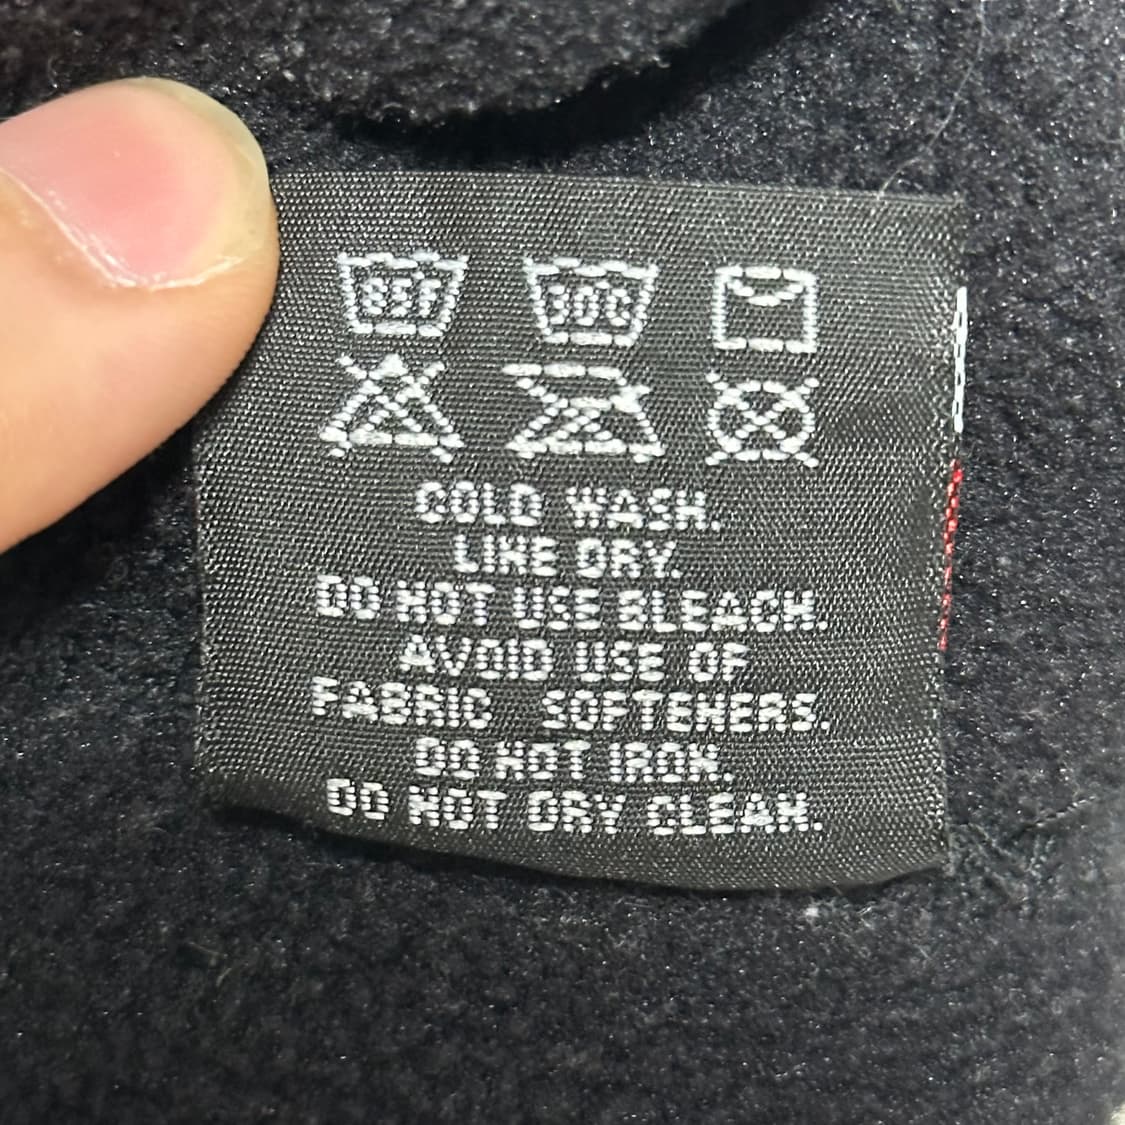 85F 30C
COLD WASH.
LINE DRY.
DO NOT USE BLEACH.
AVOID USE OF
FABRIC SOFTENERS.
DO NOT IRON.
DO NOT DRY CLEAN.